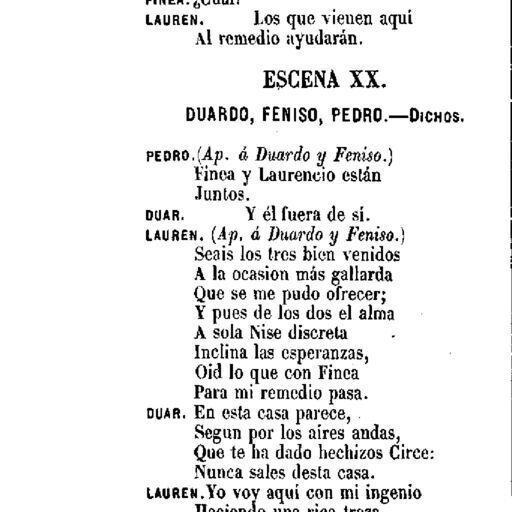 LAUREN. Los que vienen aquí
Al remedio ayudarán.
ESCENA XX.
DUARDO, FENISO, PEDRO.—DICHOS.
PEDRO. (Ap. á Duardo y Feniso.)
Finea y Laurencio están
Juntos.
DUAR. Y él fuera de sí.
LAUREN. (Ap. á Duardo y Feniso.)
Seais los tres bien venidos
A la ocasion más gallarda
Que se me pudo ofrecer;
Y pues de los dos el alma
A sola Nise discreta
Inclina las esperanzas,
Oid lo que con Finea
Para mi remedio pasa.
DUAR. En esta casa parece,
Segun por los aires andas,
Que te ha dado hechizos Circe:
Nunca sales desta casa.
LAUREN. Yo voy aquí con mi ingenio